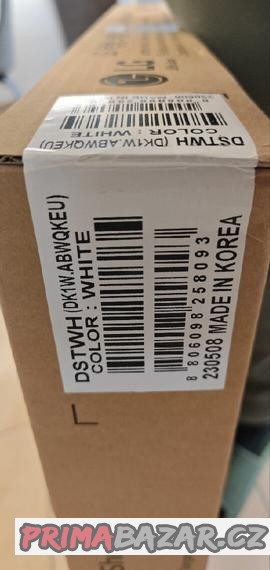 LG
DSTWH (DK1W.ABWQKEU)
COLOR : WHITE
DSTWH (DK1W.ABWQKEU)
COLOR : WHITE
8 806098 258093
230508 MADE IN KOREA
PRIMABAZAR.CZ